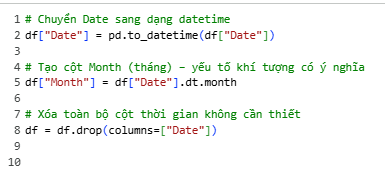 1 # Chuyển Date sang dạng datetime
2 df["Date"] = pd.to_datetime(df["Date"])
3
4 # Tạo cột Month (tháng) – yếu tố khí tượng có ý nghĩa
5 df["Month"] = df["Date"].dt.month
6
7 # Xóa toàn bộ cột thời gian không cần thiết
8 df = df.drop(columns=["Date"])
9
10